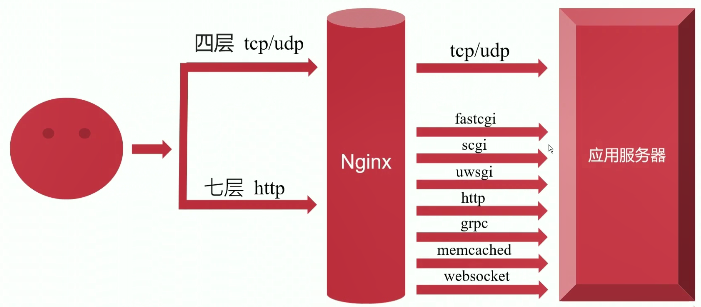 四层 tcp/udp
七层 http
Nginx
tcp/udp
fastcgi
scgi
uwsgi
http
grpc
memcached
websocket
应用服务器